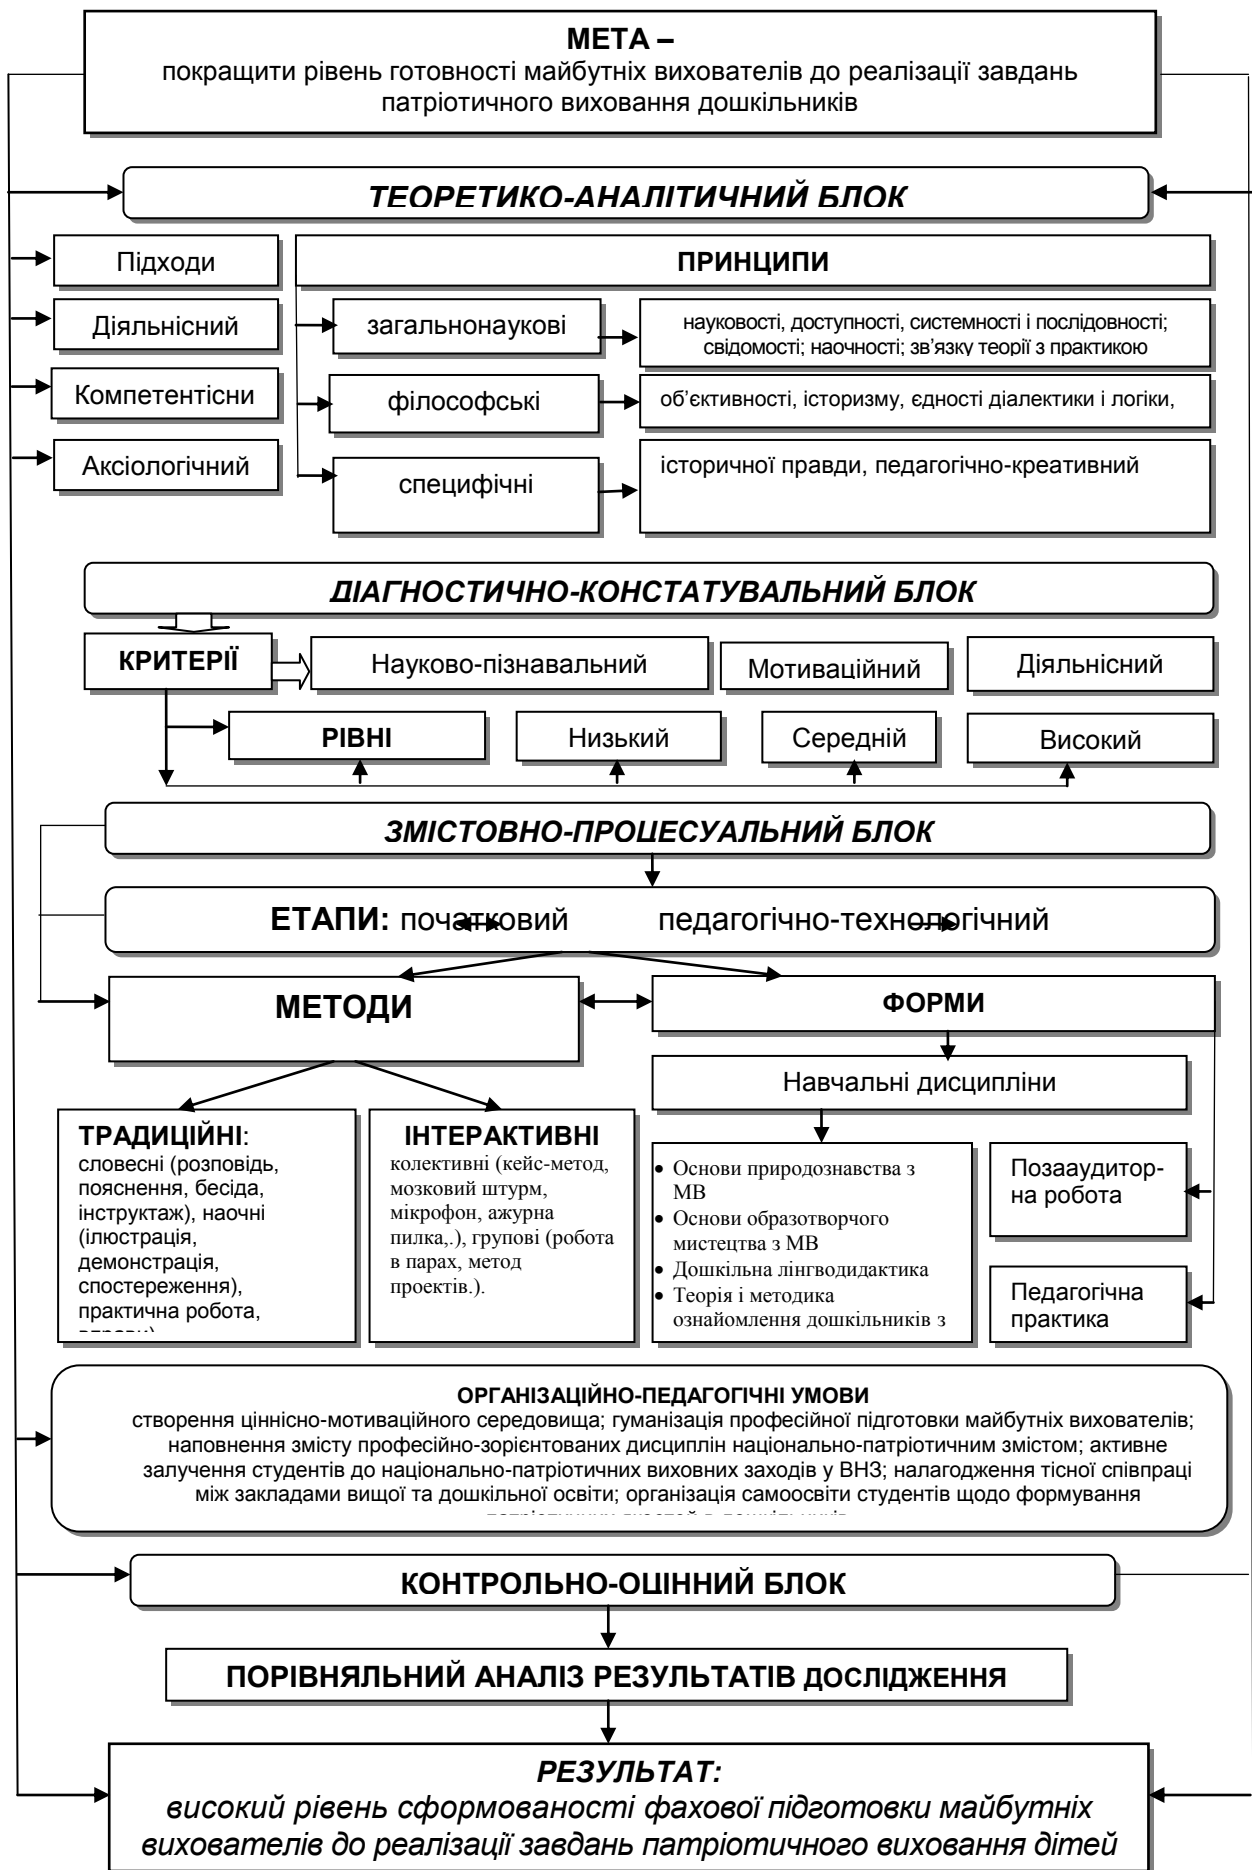 МЕТА –
покращити рівень готовності майбутніх вихователів до реалізації завдань
патріотичного виховання дошкільників
ТЕОРЕТИКО-АНАЛІТИЧНИЙ БЛОК
Підходи
Діяльнісний
Компетентісни
Аксіологічний
ПРИНЦИПИ
загальнонаукові
науковості, доступності, системності і послідовності;
свідомості; наочності; зв’язку теорії з практикою
філософські
об’єктивності, історизму, єдності діалектики і логіки,
специфічні
історичної правди, педагогічно-креативний
ДІАГНОСТИЧНО-КОНСТАТУВАЛЬНИЙ БЛОК
КРИТЕРІЇ
Науково-пізнавальний
Мотиваційний
Діяльнісний
РІВНІ
Низький
Середній
Високий
ЗМІСТОВНО-ПРОЦЕСУАЛЬНИЙ БЛОК
ЕТАПИ: початковий педагогічно-технологічний
МЕТОДИ
ФОРМИ
Навчальні дисципліни
ТРАДИЦІЙНІ:
словесні (розповідь,
пояснення, бесіда,
інструктаж), наочні
(ілюстрація,
демонстрація,
спостереження),
практична робота,
ІНТЕРАКТИВНІ
колективні (кейс-метод,
мозковий штурм,
мікрофон, ажурна
пилка,.), групові (робота
в парах, метод
проектів.).
• Основи природознавства з
МВ
• Основи образотворчого
мистецтва з МВ
• Дошкільна лінгводидактика
• Теорія і методика
ознайомлення дошкільників з
Позааудитор-
на робота
Педагогічна
практика
ОРГАНІЗАЦІЙНО-ПЕДАГОГІЧНІ УМОВИ
створення ціннісно-мотиваційного середовища; гуманізація професійної підготовки майбутніх вихователів;
наповнення змісту професійно-зорієнтованих дисциплін національно-патріотичним змістом; активне
залучення студентів до національно-патріотичних виховних заходів у ВНЗ; налагодження тісної співпраці
між закладами вищої та дошкільної освіти; організація самоосвіти студентів щодо формування
КОНТРОЛЬНО-ОЦІННИЙ БЛОК
ПОРІВНЯЛЬНИЙ АНАЛІЗ РЕЗУЛЬТАТІВ ДОСЛІДЖЕННЯ
РЕЗУЛЬТАТ:
високий рівень сформованості фахової підготовки майбутніх
вихователів до реалізації завдань патріотичного виховання дітей